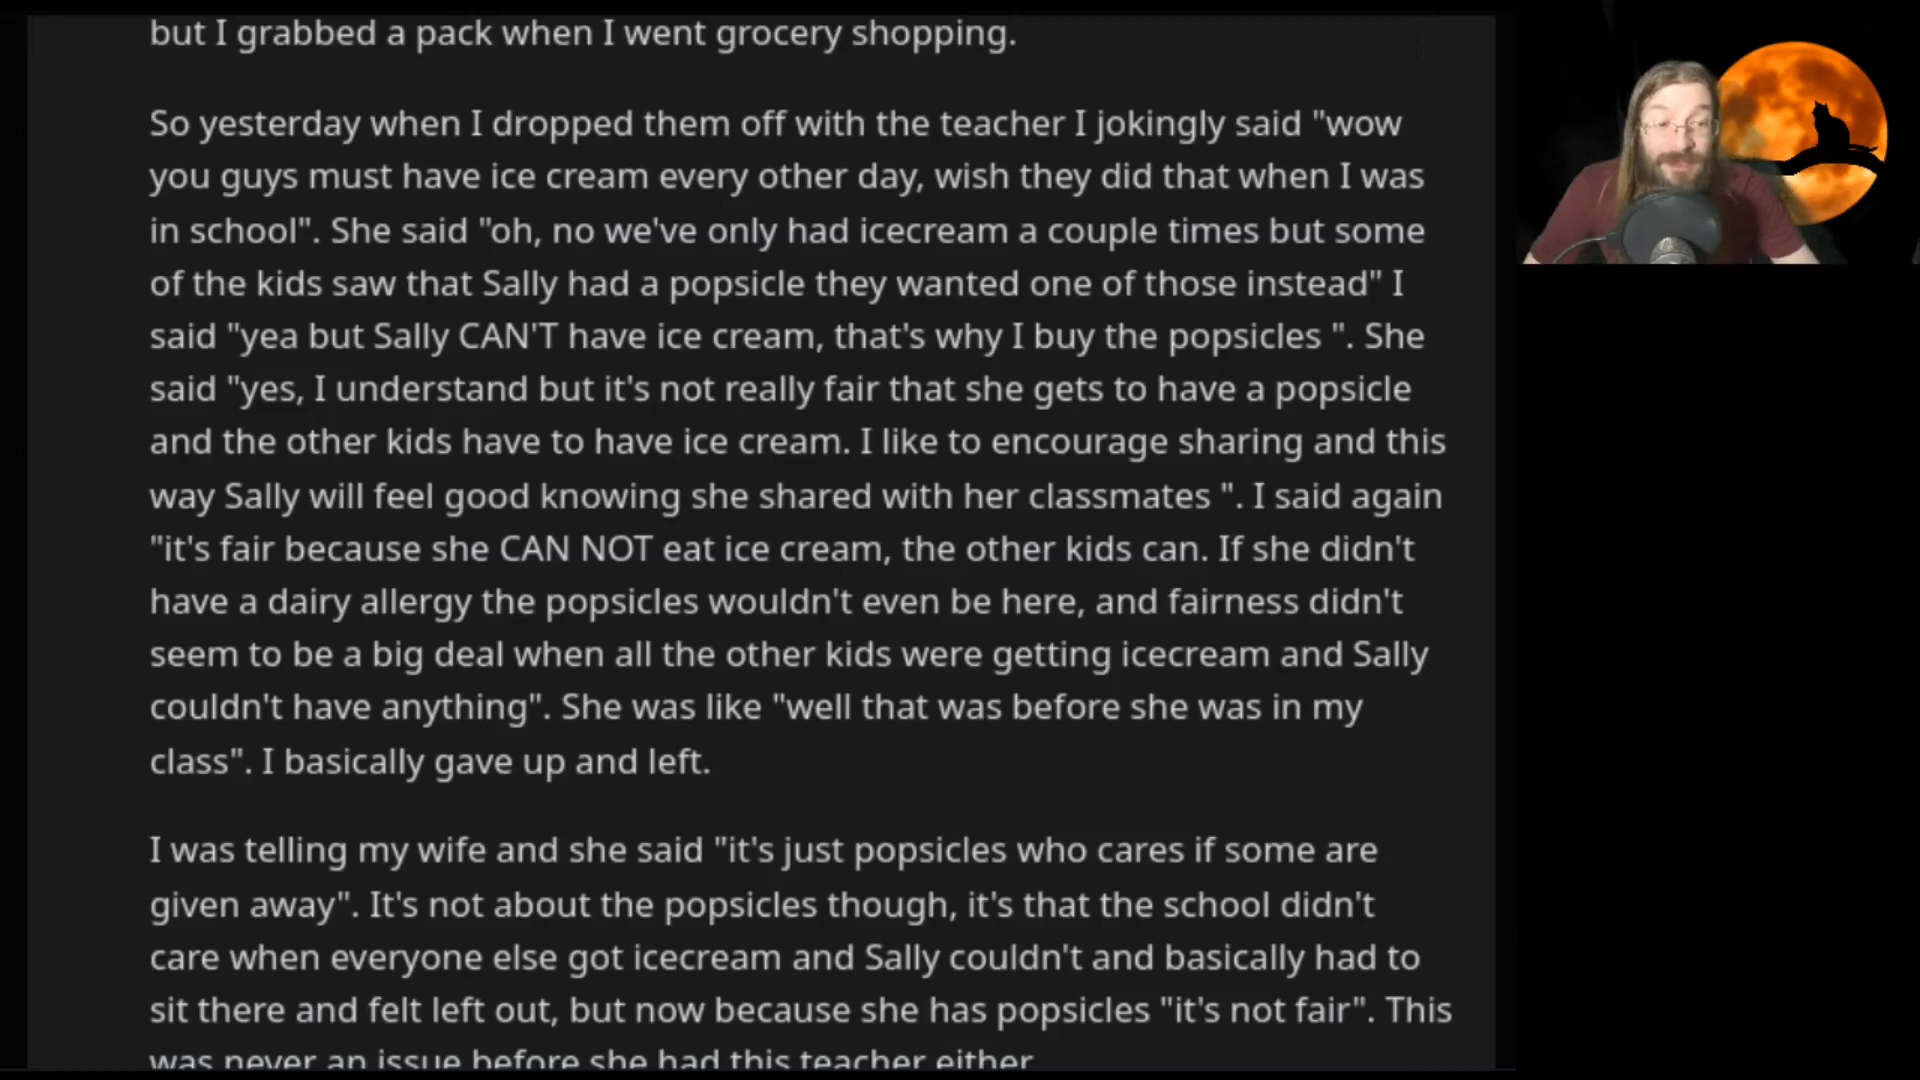 but I grabbed a pack when I went grocery shopping.
So yesterday when I dropped them off with the teacher I jokingly said "wow
you guys must have ice cream every other day, wish they did that when I was
in school". She said "oh, no we've only had icecream a couple times but some
of the kids saw that Sally had a popsicle they wanted one of those instead" I
said "yea but Sally CAN'T have ice cream, that's why I buy the popsicles ". She
said "yes, I understand but it's not really fair that she gets to have a popsicle
and the other kids have to have ice cream. I like to encourage sharing and this
way Sally will feel good knowing she shared with her classmates ". I said again
"it's fair because she CAN NOT eat ice cream, the other kids can. If she didn't
have a dairy allergy the popsicles wouldn't even be here, and fairness didn't
seem to be a big deal when all the other kids were getting icecream and Sally
couldn't have anything". She was like "well that was before she was in my
class". I basically gave up and left.
I was telling my wife and she said "it's just popsicles who cares if some are
given away". It's not about the popsicles though, it's that the school didn't
care when everyone else got icecream and Sally couldn't and basically had to
sit there and felt left out, but now because she has popsicles "it's not fair". This
was never an issue before she had this teacher either